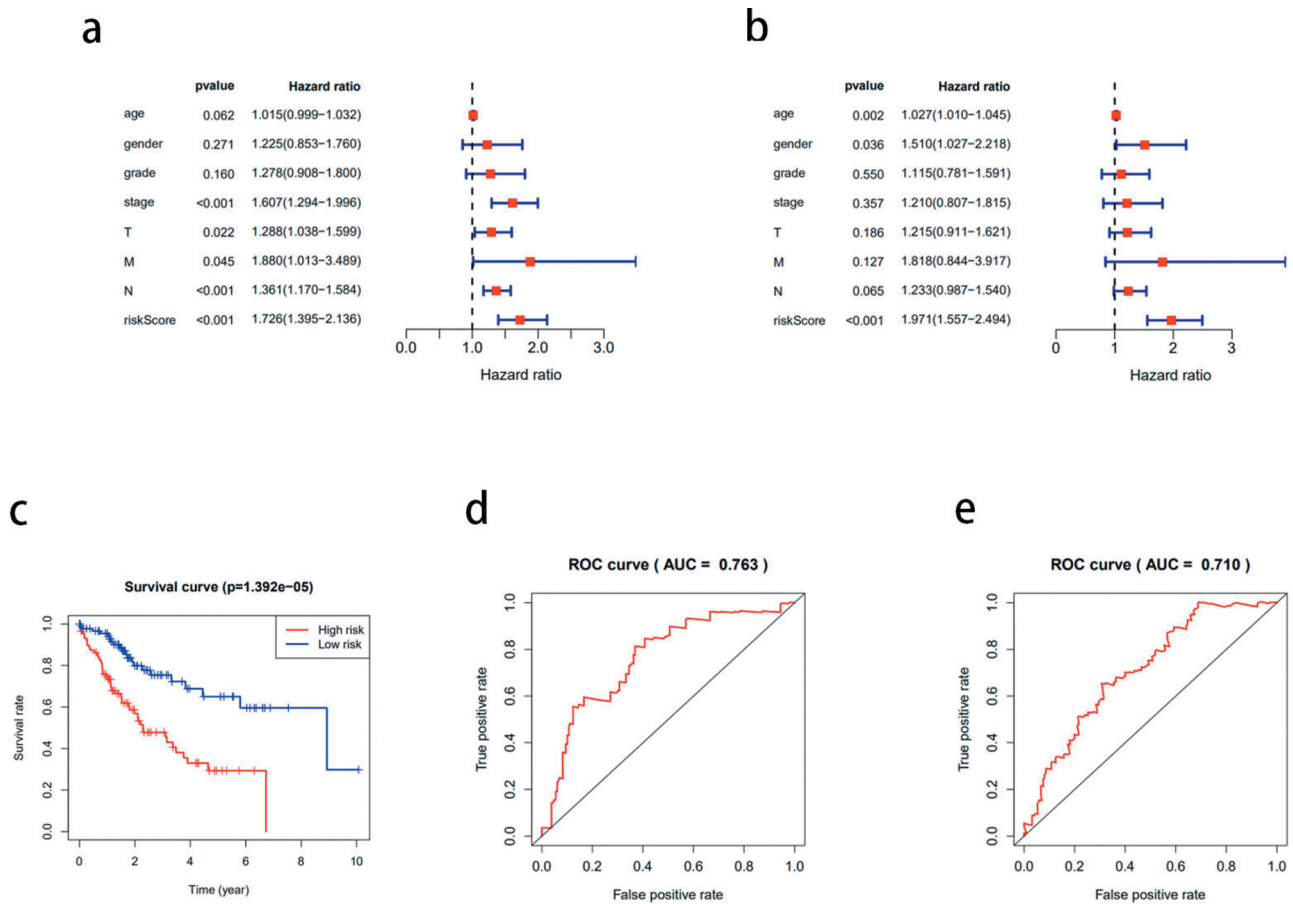 a
pvalue Hazard ratio
age 0.062 1.015(0.999−1.032)
gender 0.271 1.225(0.853−1.760)
grade 0.160 1.278(0.908−1.800)
stage <0.001 1.607(1.294−1.996)
T 0.022 1.288(1.038−1.599)
M 0.045 1.880(1.013−3.489)
N <0.001 1.361(1.170−1.584)
riskScore <0.001 1.726(1.395−2.136)
0.0 1.0 2.0 3.0
Hazard ratio
b
pvalue Hazard ratio
age 0.002 1.027(1.010−1.045)
gender 0.036 1.510(1.027−2.218)
grade 0.550 1.115(0.781−1.591)
stage 0.357 1.210(0.807−1.815)
T 0.186 1.215(0.911−1.621)
M 0.127 1.818(0.844−3.917)
N 0.065 1.233(0.987−1.540)
riskScore <0.001 1.971(1.557−2.494)
0 1 2 3
Hazard ratio
c
Survival curve (p=1.392e−05)
High risk
Low risk
Survival rate
1.0
0.8
0.6
0.4
0.2
0.0
0 2 4 6 8 10
Time (year)
d
ROC curve ( AUC = 0.763 )
True positive rate
1.0
0.8
0.6
0.4
0.2
0.0
0.0 0.2 0.4 0.6 0.8 1.0
False positive rate
e
ROC curve ( AUC = 0.710 )
True positive rate
1.0
0.8
0.6
0.4
0.2
0.0
0.0 0.2 0.4 0.6 0.8 1.0
False positive rate